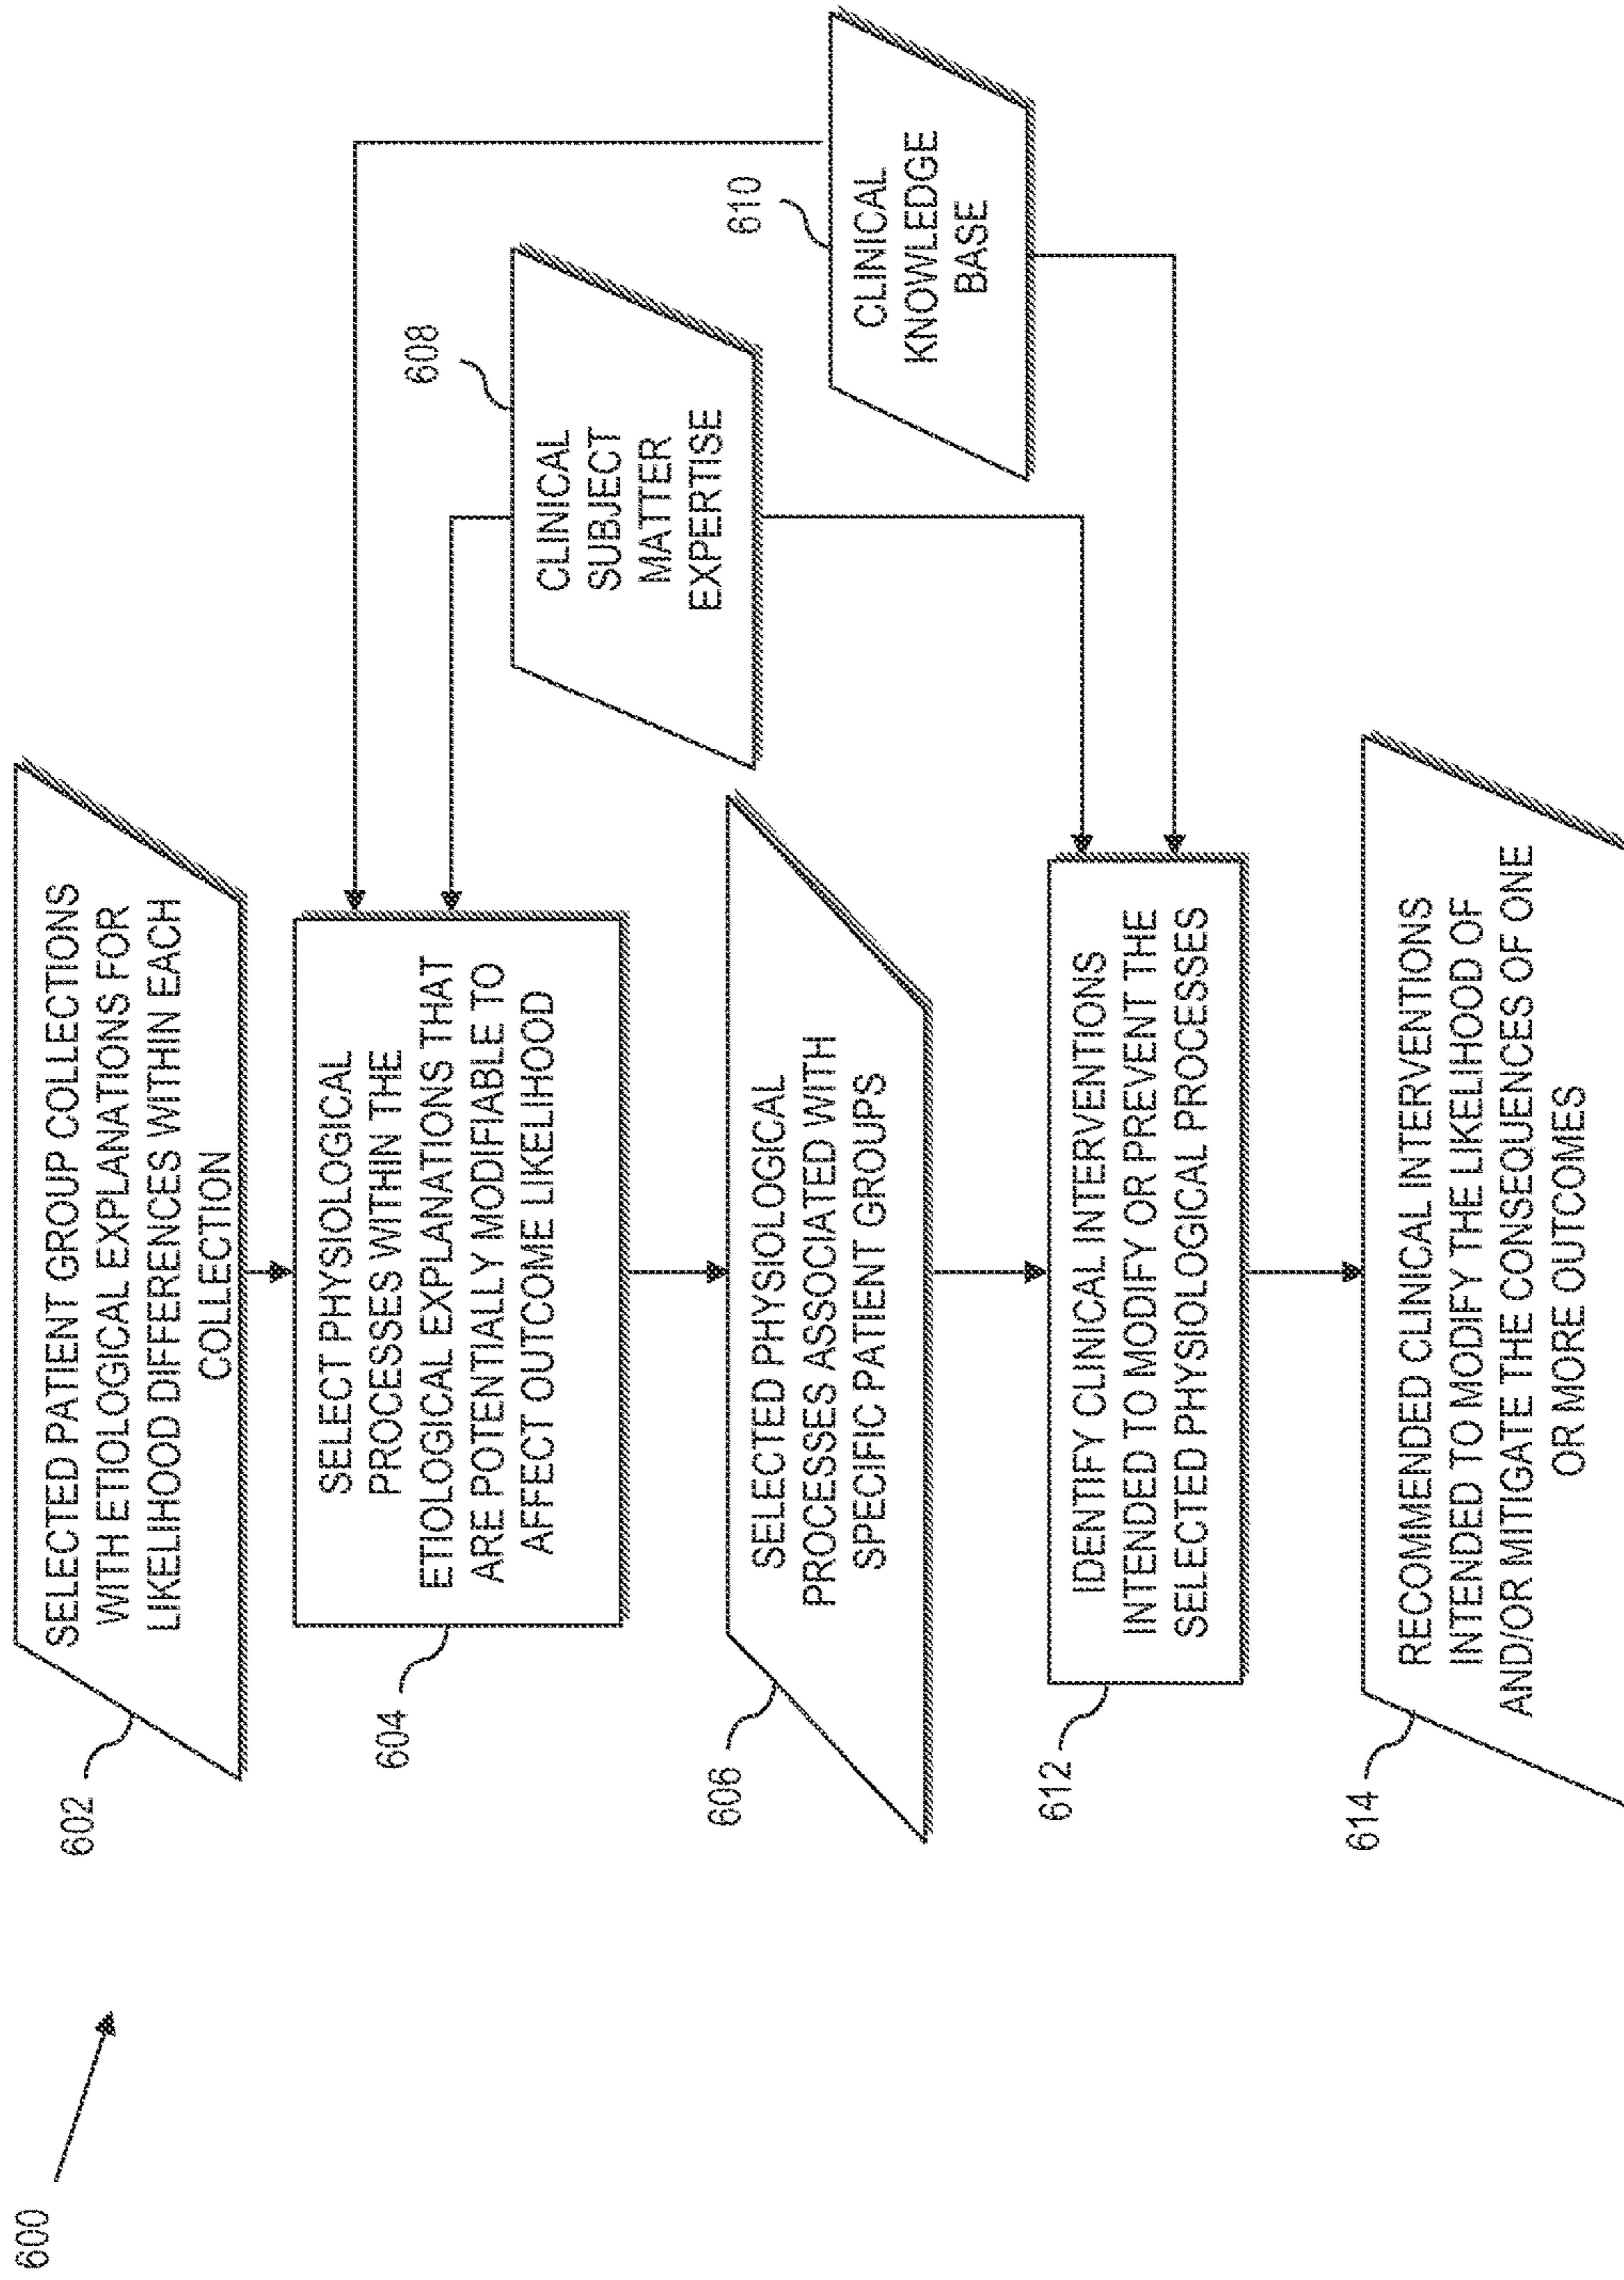 600
602
SELECTED PATIENT GROUP COLLECTIONS
WITH ETIOLOGICAL EXPLANATIONS FOR
LIKELIHOOD DIFFERENCES WITHIN EACH
COLLECTION
604
SELECT PHYSIOLOGICAL
PROCESSES WITHIN THE
ETIOLOGICAL EXPLANATIONS THAT
ARE POTENTIALLY MODIFIABLE TO
AFFECT OUTCOME LIKELIHOOD
608
CLINICAL
SUBJECT
MATTER
EXPERTISE
606
SELECTED PHYSIOLOGICAL
PROCESSES ASSOCIATED WITH
SPECIFIC PATIENT GROUPS
610
CLINICAL
KNOWLEDGE
BASE
612
IDENTIFY CLINICAL INTERVENTIONS
INTENDED TO MODIFY OR PREVENT THE
SELECTED PHYSIOLOGICAL PROCESSES
614
RECOMMENDED CLINICAL INTERVENTIONS
INTENDED TO MODIFY THE LIKELIHOOD OF
AND/OR MITIGATE THE CONSEQUENCES OF ONE
OR MORE OUTCOMES